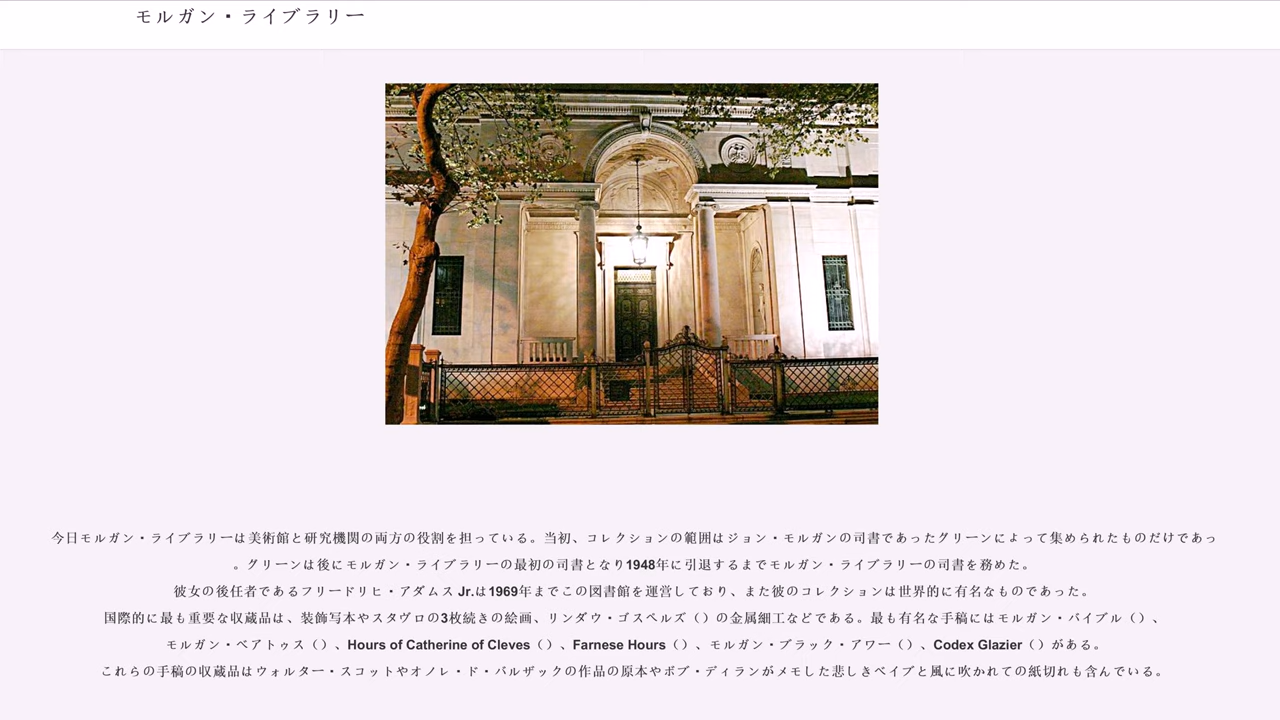 モルガン・ライブラリー
今日モルガン・ライブラリーは美術館と研究機関の両方の役割を担っている。当初、コレクションの範囲はジョン・モルガンの司書であったグリーンによって集められたものだけであっ
。グリーンは後にモルガン・ライブラリーの最初の司書となり1948年に引退するまでモルガン・ライブラリーの司書を務めた。
彼女の後任者であるフリードリヒ・アダムス Jr.は1969年までこの図書館を運営しており、また彼のコレクションは世界的に有名なものであった。
国際的に最も重要な収蔵品は、装飾写本やスタヴロの3枚続きの絵画、リンダウ・ゴスペルズ（）の金属細工などである。最も有名な手稿にはモルガン・バイブル（）、
モルガン・ベアトゥス（）、Hours of Catherine of Cleves（）、Farnese Hours（）、モルガン・ブラック・アワー（）、Codex Glazier（）がある。
これらの手稿の収蔵品はウォルター・スコットやオノレ・ド・バルザックの作品の原本やボブ・ディランがメモした悲しきベイブと風に吹かれての紙切れも含んでいる。